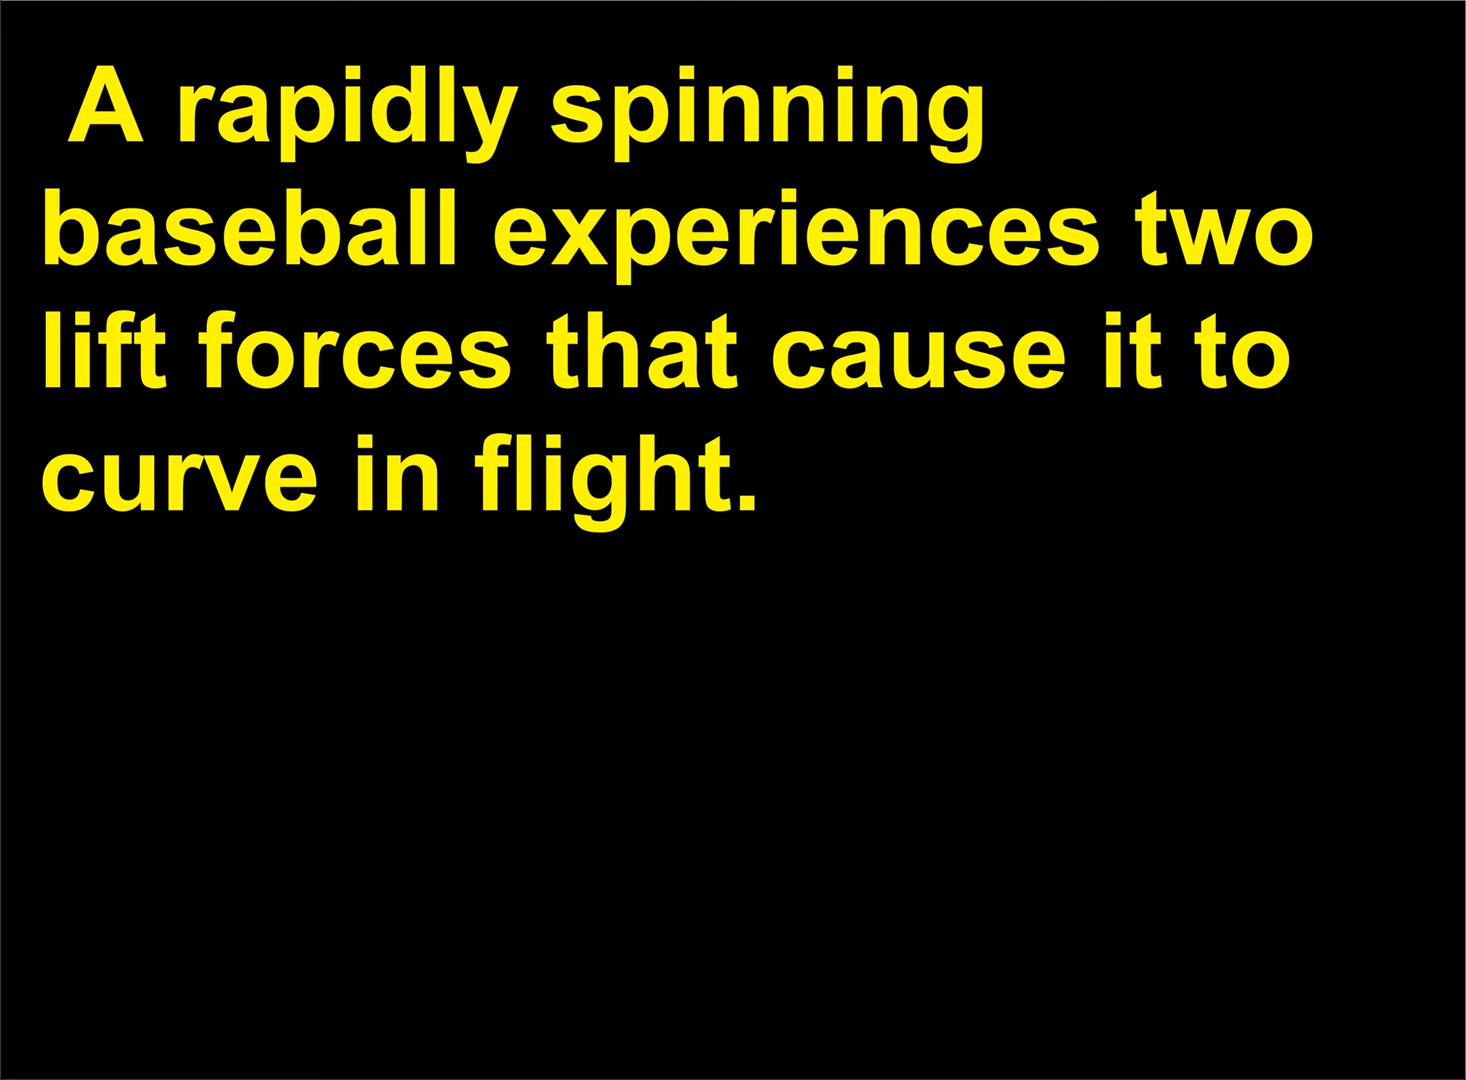 A rapidly spinning
baseball experiences two
lift forces that cause it to
curve in flight.